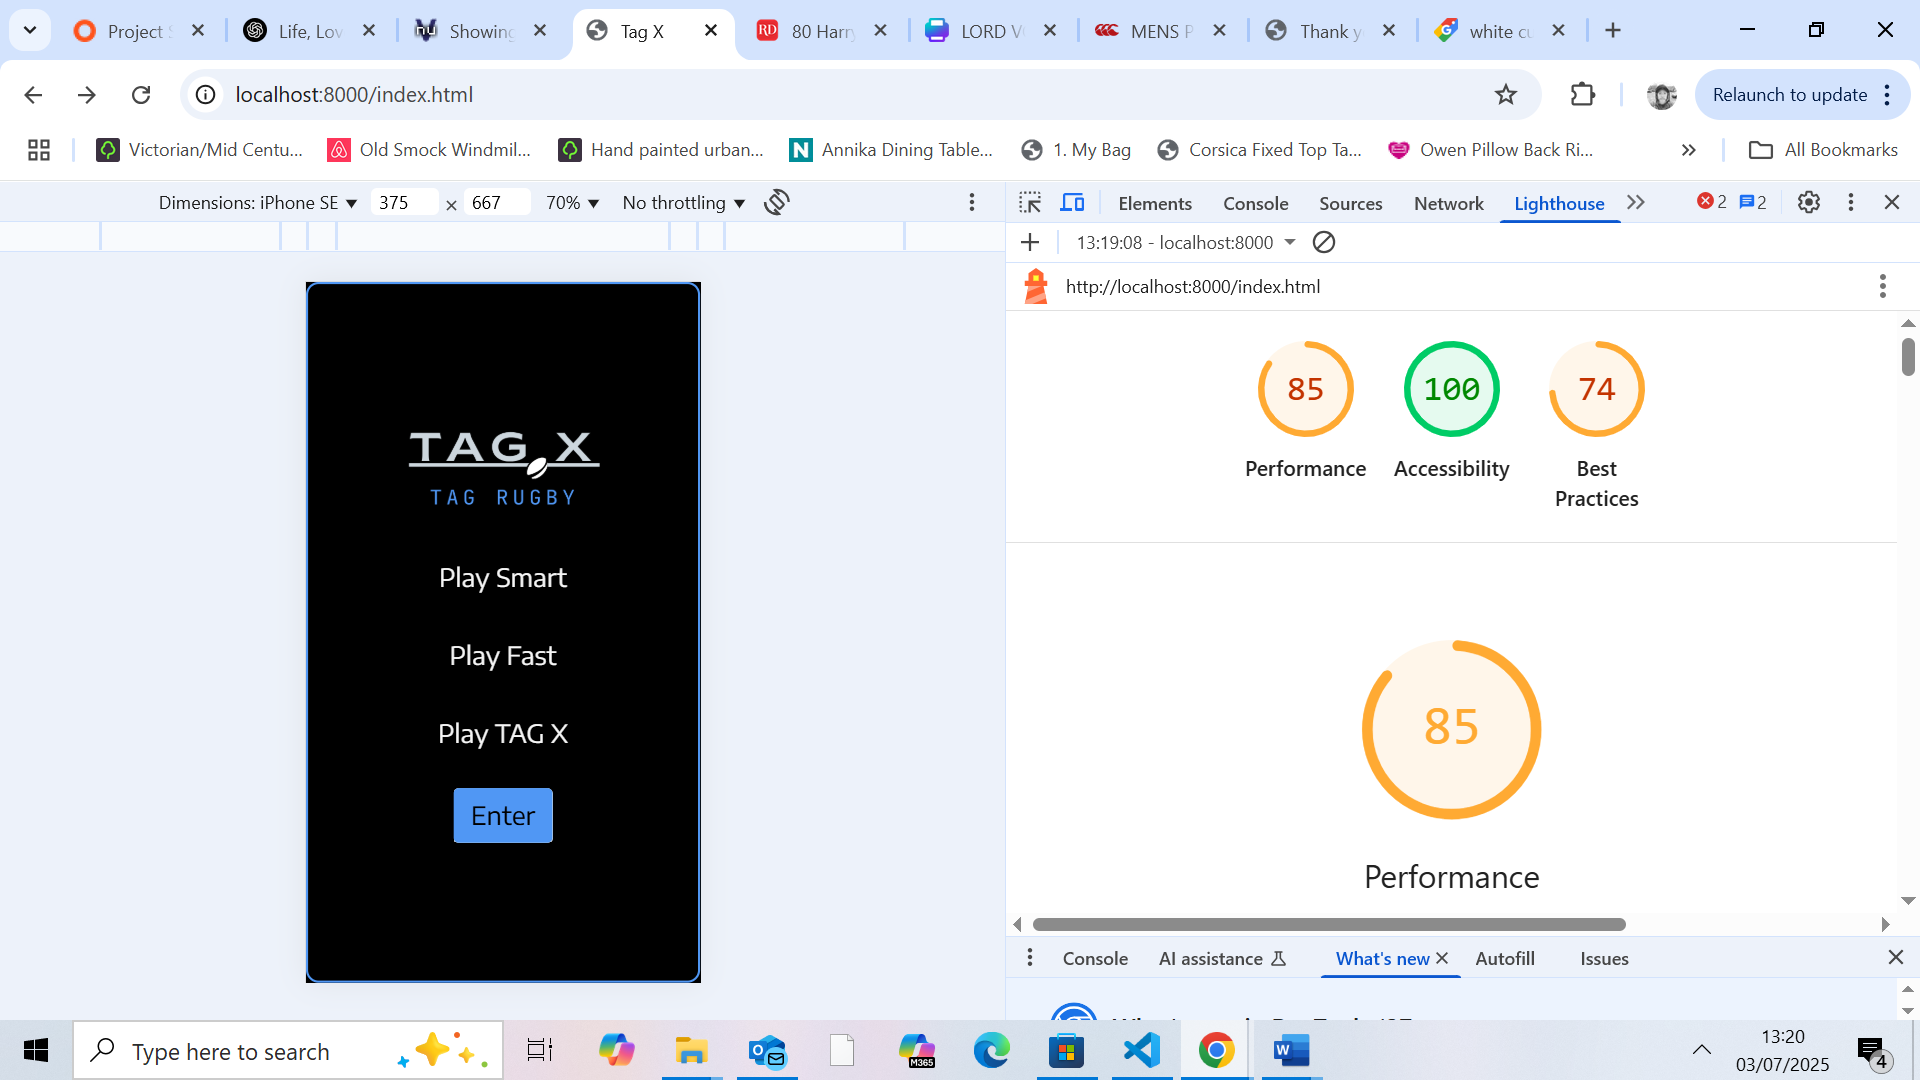 Project S
Life, Lov
Showing
Tag X
80 Harry
LORD VO
MENS P
Thank y
white cu
localhost:8000/index.html
Relaunch to update
Victorian/Mid Centu...
Old Smock Windmil...
Hand painted urban...
Annika Dining Table...
1. My Bag
Corsica Fixed Top Ta...
Owen Pillow Back Ri...
All Bookmarks
Dimensions: iPhone SE
375 × 667
70%
No throttling
Elements
Console
Sources
Network
Lighthouse
2
2
13:19:08 - localhost:8000
http://localhost:8000/index.html
85
100
74
Performance
Accessibility
Best
Practices
TAG X
TAG RUGBY
Play Smart
Play Fast
Play TAG X
Enter
85
Performance
Console
AI assistance
What's new
Autofill
Issues
Type here to search
M365
13:20
03/07/2025
4